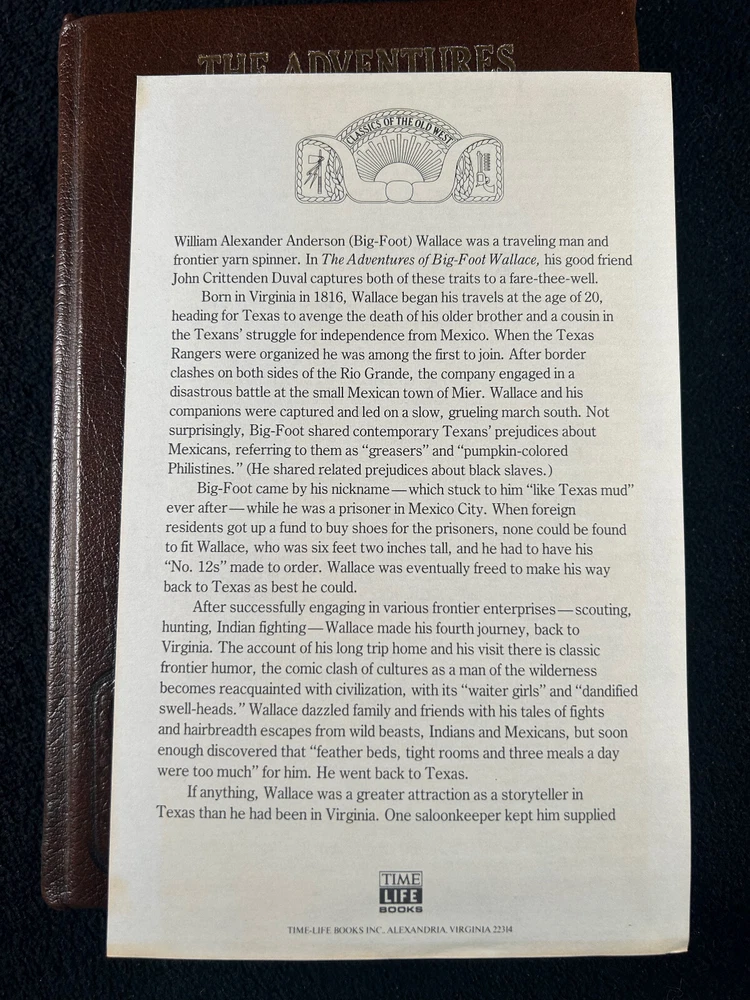 THE ADVENTURES
CLASSICS OF THE OLD WEST
William Alexander Anderson (Big-Foot) Wallace was a traveling man and
frontier yarn spinner. In The Adventures of Big-Foot Wallace, his good friend
John Crittenden Duval captures both of these traits to a fare-thee-well.
Born in Virginia in 1816, Wallace began his travels at the age of 20,
heading for Texas to avenge the death of his older brother and a cousin in
the Texans' struggle for independence from Mexico. When the Texas
Rangers were organized he was among the first to join. After border
clashes on both sides of the Rio Grande, the company engaged in a
disastrous battle at the small Mexican town of Mier. Wallace and his
companions were captured and led on a slow, grueling march south. Not
surprisingly, Big-Foot shared contemporary Texans' prejudices about
Mexicans, referring to them as “greasers” and “pumpkin-colored
Philistines.” (He shared related prejudices about black slaves.)
Big-Foot came by his nickname—which stuck to him “like Texas mud”
ever after—while he was a prisoner in Mexico City. When foreign
residents got up a fund to buy shoes for the prisoners, none could be found
to fit Wallace, who was six feet two inches tall, and he had to have his
“No. 12s” made to order. Wallace was eventually freed to make his way
back to Texas as best he could.
After successfully engaging in various frontier enterprises—scouting,
hunting, Indian fighting—Wallace made his fourth journey, back to
Virginia. The account of his long trip home and his visit there is classic
frontier humor, the comic clash of cultures as a man of the wilderness
becomes reacquainted with civilization, with its “waiter girls” and “dandified
swell-heads.” Wallace dazzled family and friends with his tales of fights
and hairbreadth escapes from wild beasts, Indians and Mexicans, but soon
enough discovered that “feather beds, tight rooms and three meals a day
were too much” for him. He went back to Texas.
If anything, Wallace was a greater attraction as a storyteller in
Texas than he had been in Virginia. One saloonkeeper kept him supplied
TIME
LIFE
BOOKS
TIME-LIFE BOOKS INC. ALEXANDRIA, VIRGINIA 22314